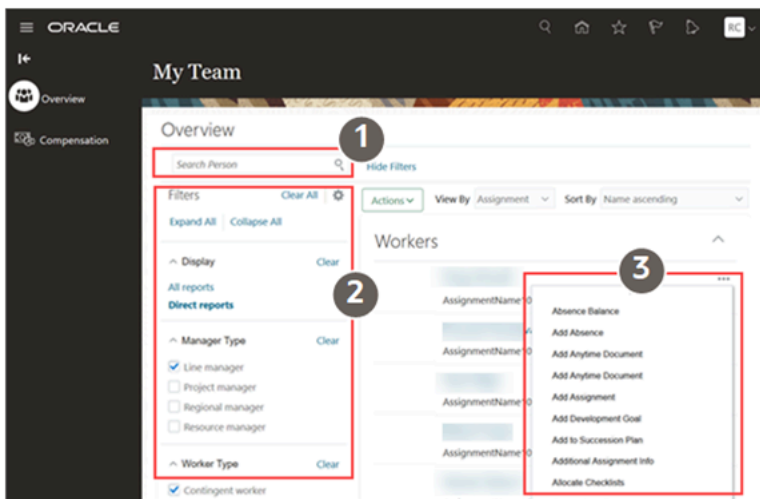 ORACLE
RC
My Team
Overview
Compensation
Overview
1
Search Person
Hide Filters
Filters
Clear All
Actions
View By Assignment
Sort By Name ascending
Expand All
Collapse All
Workers
Display
Clear
All reports
Direct reports
2
3
AssignmentName10
Manager Type
Clear
Line manager
Project manager
Regional manager
Resource manager
AssignmentName10
AssignmentName10
AssignmentName10
Worker Type
Clear
Contingent worker
Absence Balance
Add Absence
Add Anytime Document
Add Anytime Document
Add Assignment
Add Development Goal
Add to Succession Plan
Additional Assignment Info
Allocate Checklists